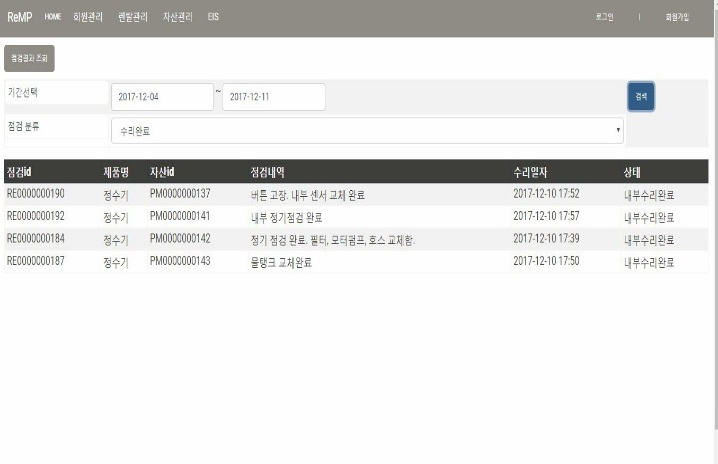 ReMP HOME 회원관리 렌탈관리 자산관리 EIS 로그인 | 회원가입
점검결과 조회
기간선택 2017-12-04 ~ 2017-12-11 검색
점검 분류 수리완료
점검id 제품명 자산id 점검내역 수리일자 상태
RE0000000190 정수기 PM0000000137 버튼 고장. 내부 센서 교체 완료 2017-12-10 17:52 내부수리완료
RE0000000192 정수기 PM0000000141 내부 정기점검 완료 2017-12-10 17:57 내부수리완료
RE0000000184 정수기 PM0000000142 정기 점검 완료. 필터, 모터펌프, 호스 교체함. 2017-12-10 17:39 내부수리완료
RE0000000187 정수기 PM0000000143 물탱크 교체완료 2017-12-10 17:50 내부수리완료